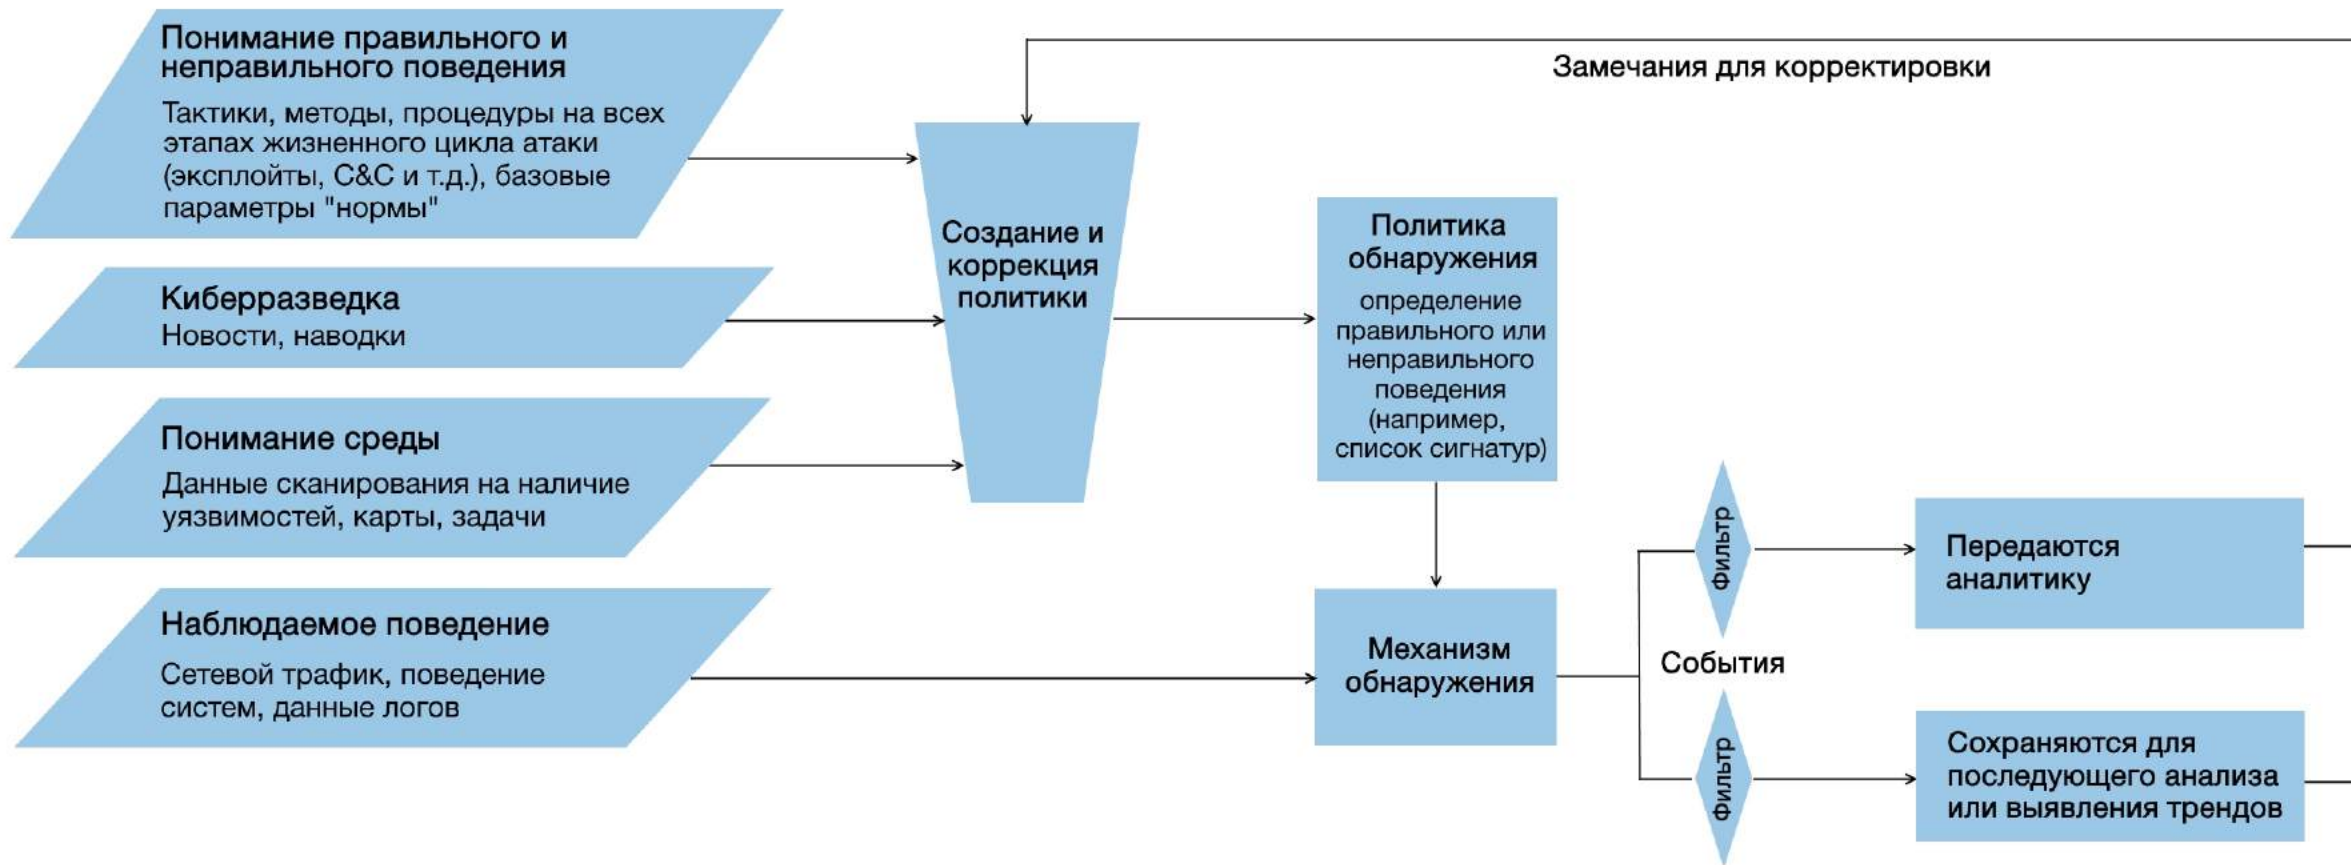 Понимание правильного и
неправильного поведения
Тактики, методы, процедуры на всех
этапах жизненного цикла атаки
(эксплойты, C&C и т.д.), базовые
параметры "нормы"
Киберразведка
Новости, наводки
Понимание среды
Данные сканирования на наличие
уязвимостей, карты, задачи
Наблюдаемое поведение
Сетевой трафик, поведение
систем, данные логов
Замечания для корректировки
Создание и
коррекция
политики
Политика
обнаружения
определение
правильного или
неправильного
поведения
(например,
список сигнатур)
Механизм
обнаружения
События
Фильтр
Передаются
аналитику
Фильтр
Сохраняются для
последующего анализа
или выявления трендов